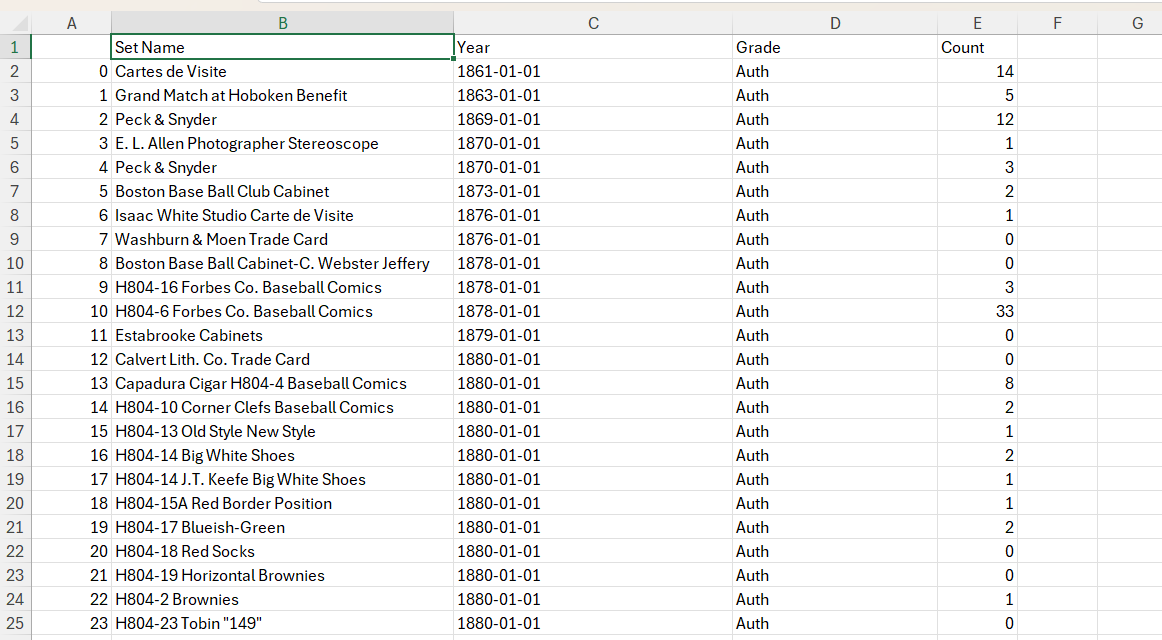 A B C D E F G
1 Set Name Year Grade Count
2 0 Cartes de Visite 1861-01-01 Auth 14
3 1 Grand Match at Hoboken Benefit 1863-01-01 Auth 5
4 2 Peck & Snyder 1869-01-01 Auth 12
5 3 E. L. Allen Photographer Stereoscope 1870-01-01 Auth 1
6 4 Peck & Snyder 1870-01-01 Auth 3
7 5 Boston Base Ball Club Cabinet 1873-01-01 Auth 2
8 6 Isaac White Studio Carte de Visite 1876-01-01 Auth 1
9 7 Washburn & Moen Trade Card 1876-01-01 Auth 0
10 8 Boston Base Ball Cabinet-C. Webster Jeffery 1878-01-01 Auth 0
11 9 H804-16 Forbes Co. Baseball Comics 1878-01-01 Auth 3
12 10 H804-6 Forbes Co. Baseball Comics 1878-01-01 Auth 33
13 11 Estabrooke Cabinets 1879-01-01 Auth 0
14 12 Calvert Lith. Co. Trade Card 1880-01-01 Auth 0
15 13 Capadura Cigar H804-4 Baseball Comics 1880-01-01 Auth 8
16 14 H804-10 Corner Clefs Baseball Comics 1880-01-01 Auth 2
17 15 H804-13 Old Style New Style 1880-01-01 Auth 1
18 16 H804-14 Big White Shoes 1880-01-01 Auth 2
19 17 H804-14 J.T. Keefe Big White Shoes 1880-01-01 Auth 1
20 18 H804-15A Red Border Position 1880-01-01 Auth 1
21 19 H804-17 Blueish-Green 1880-01-01 Auth 2
22 20 H804-18 Red Socks 1880-01-01 Auth 0
23 21 H804-19 Horizontal Brownies 1880-01-01 Auth 0
24 22 H804-2 Brownies 1880-01-01 Auth 1
25 23 H804-23 Tobin "149" 1880-01-01 Auth 0